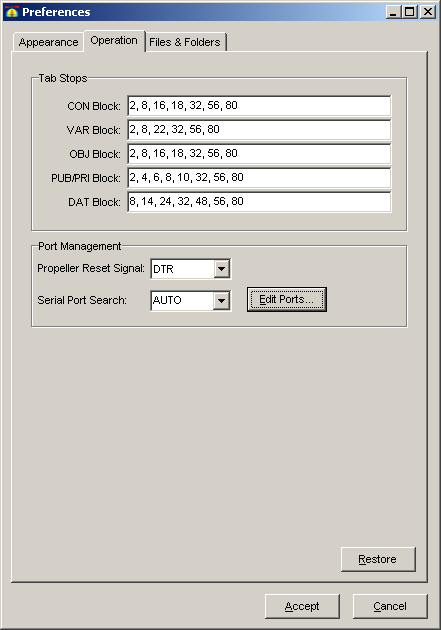 Preferences
Appearance Operation Files & Folders
Tab Stops
CON Block: 2, 8, 16, 18, 32, 56, 80
VAR Block: 2, 8, 22, 32, 56, 80
OBJ Block: 2, 8, 16, 18, 32, 56, 80
PUB/PRI Block: 2, 4, 6, 8, 10, 32, 56, 80
DAT Block: 8, 14, 24, 32, 48, 56, 80
Port Management
Propeller Reset Signal: DTR
Serial Port Search: AUTO Edit Ports...
Restore
Accept Cancel